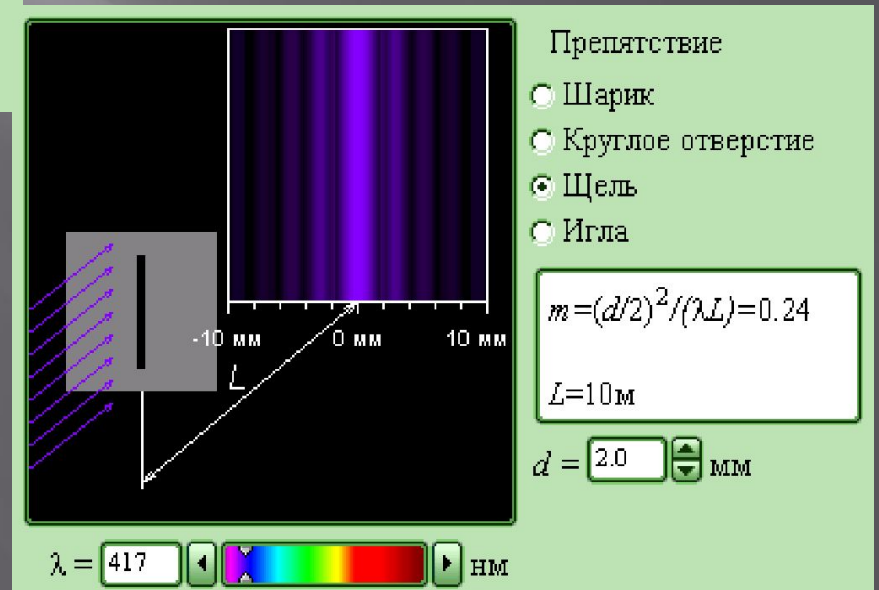 Препятствие
Шарик
Круглое отверстие
Щель
Игла
m=(d/2)²/(λL)=0.24
L=10м
d = 2.0 мм
-10 мм 0 мм 10 мм
L
λ = 417 нм